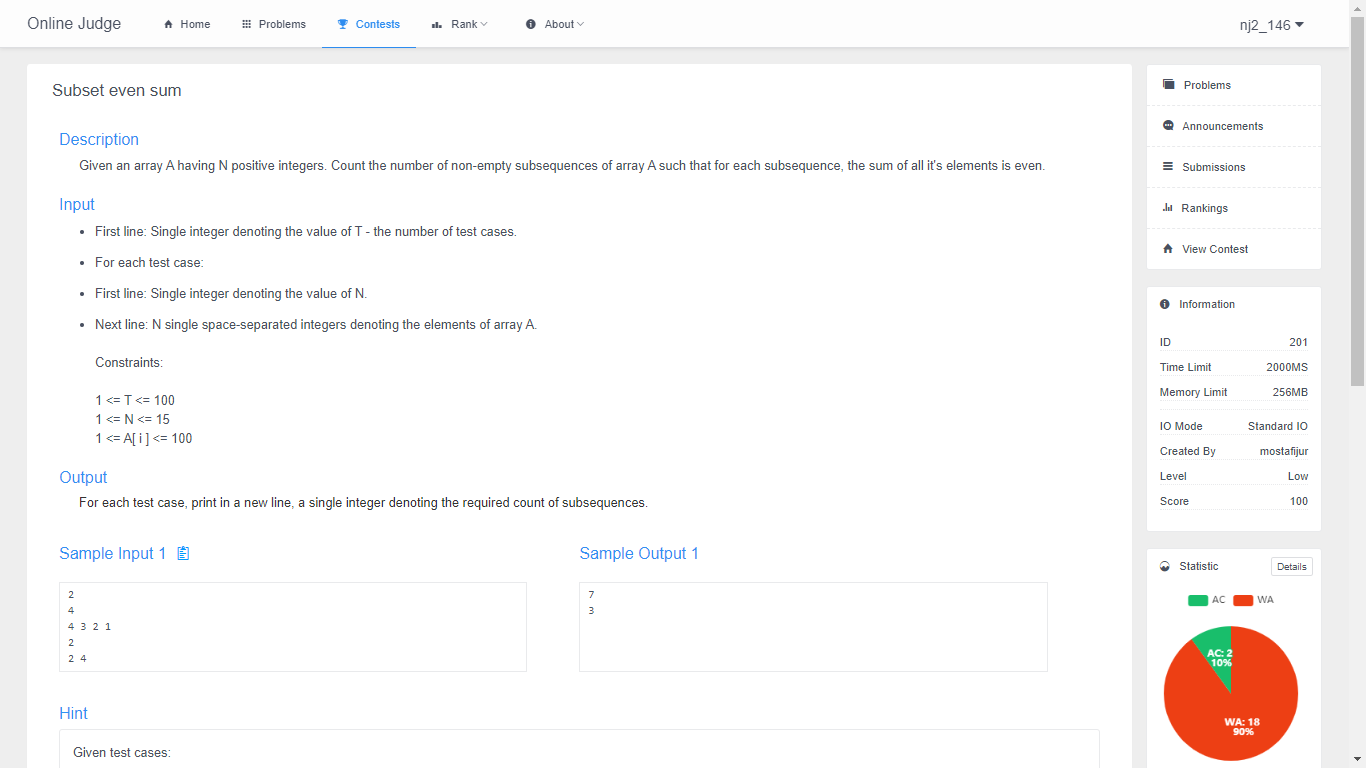 Online Judge Home Problems Contests Rank About nj2_146
Subset even sum
Description
Given an array A having N positive integers. Count the number of non-empty subsequences of array A such that for each subsequence, the sum of all it's elements is even.
Input
• First line: Single integer denoting the value of T - the number of test cases.
• For each test case:
• First line: Single integer denoting the value of N.
• Next line: N single space-separated integers denoting the elements of array A.
Constraints:
1 <= T <= 100
1 <= N <= 15
1 <= A[ i ] <= 100
Output
For each test case, print in a new line, a single integer denoting the required count of subsequences.
Sample Input 1
2
4
4 3 2 1
2
2 4
Sample Output 1
7
3
Hint
Given test cases:
Problems
Announcements
Submissions
Rankings
View Contest
Information
ID 201
Time Limit 2000MS
Memory Limit 256MB
IO Mode Standard IO
Created By mostafijur
Level Low
Score 100
Statistic Details
AC WA
AC: 2
10%
WA: 18
90%